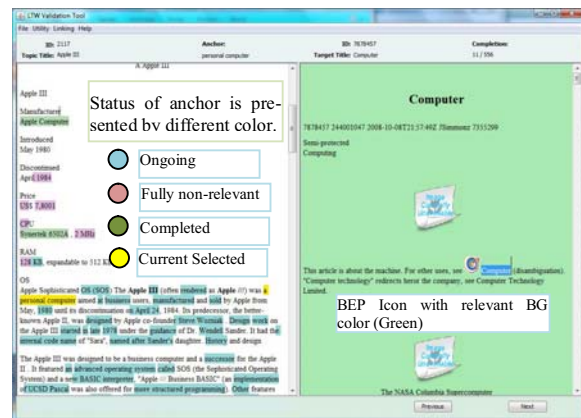 LTW Validation Tool
File Utility Linking Help
ID: 2117 Anchor: ID: 7878457 Completion:
Topic Title: Apple III personal computer Target Title: Computer 11 / 556
A Apple III
Apple III
Manufacturer
Apple Computer
Introduced
May 1980
Discontinued
April 1984
Price
CPU
Synertek 6502A , 2 MHz
RAM
128 KB, expandable to 512 KB
OS
Apple Sophisticated OS (SOS) The Apple III (often rendered as Apple ///) was a
personal computer aimed at business users, manufactured and sold by Apple from
May, 1980 until its discontinuation on April 24, 1984. Its predecessor, the better-
known Apple II, was designed by Apple co-founder Steve Wozniak . Design work on
the Apple III started in late 1978 under the guidance of Dr. Wendell Sander. It had the
internal code name of "Sara", named after Sander's daughter. History and design
The Apple III was designed to be a business computer and a successor for the Apple
II . It featured an advanced operating system called SOS (the Sophisticated Operating
System) and a new BASIC interpreter, "Apple /// Business BASIC" (an implementation
of UCSD Pascal was also offered for more structured programming). Other features
Status of anchor is pre-
sented by different color.
Ongoing
Fully non-relevant
Completed
Current Selected
Computer
7878457 244001047 2008-10-08T21:57:49Z JSimmonz 7355299
Semi-protected
Computing
This article is about the machine. For other uses, see Computer (disambiguation).
"Computer technology" redirects here
the company, see Computer Technology
Limited.
BEP Icon with relevant BG
color (Green)
The NASA Columbia Supercomputer
Previous Next